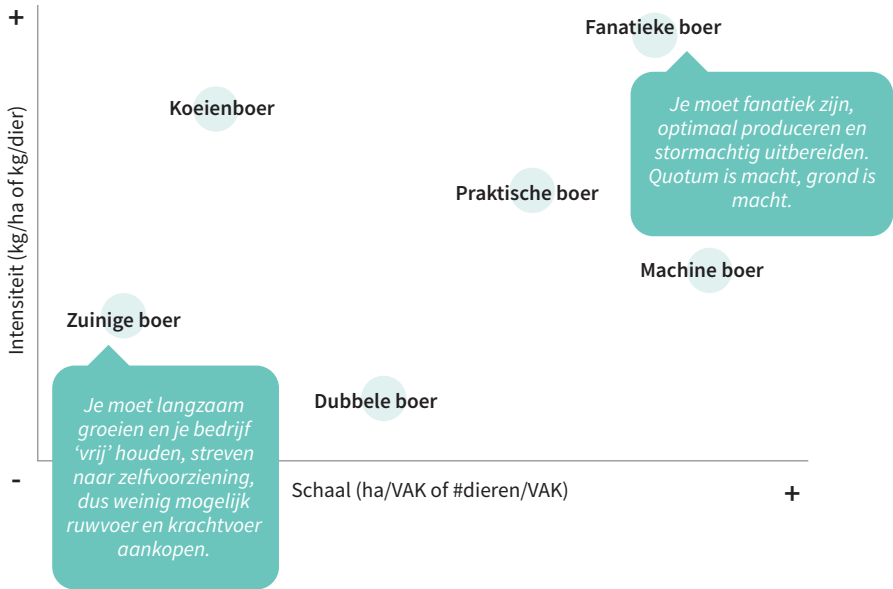 +
Fanatieke boer
Je moet fanatiek zijn,
optimaal produceren en
stormachtig uitbereiden.
Quotum is macht, grond is
macht.
Koeienboer
Praktische boer
Machine boer
Intensiteit (kg/ha of kg/dier)
Zuinige boer
Je moet langzaam
groeien en je bedrijf
‘vrij’ houden, streven
naar zelfvoorziening,
dus weinig mogelijk
ruwvoer en krachtvoer
aankopen.
Dubbele boer
-
Schaal (ha/VAK of #dieren/VAK)
+